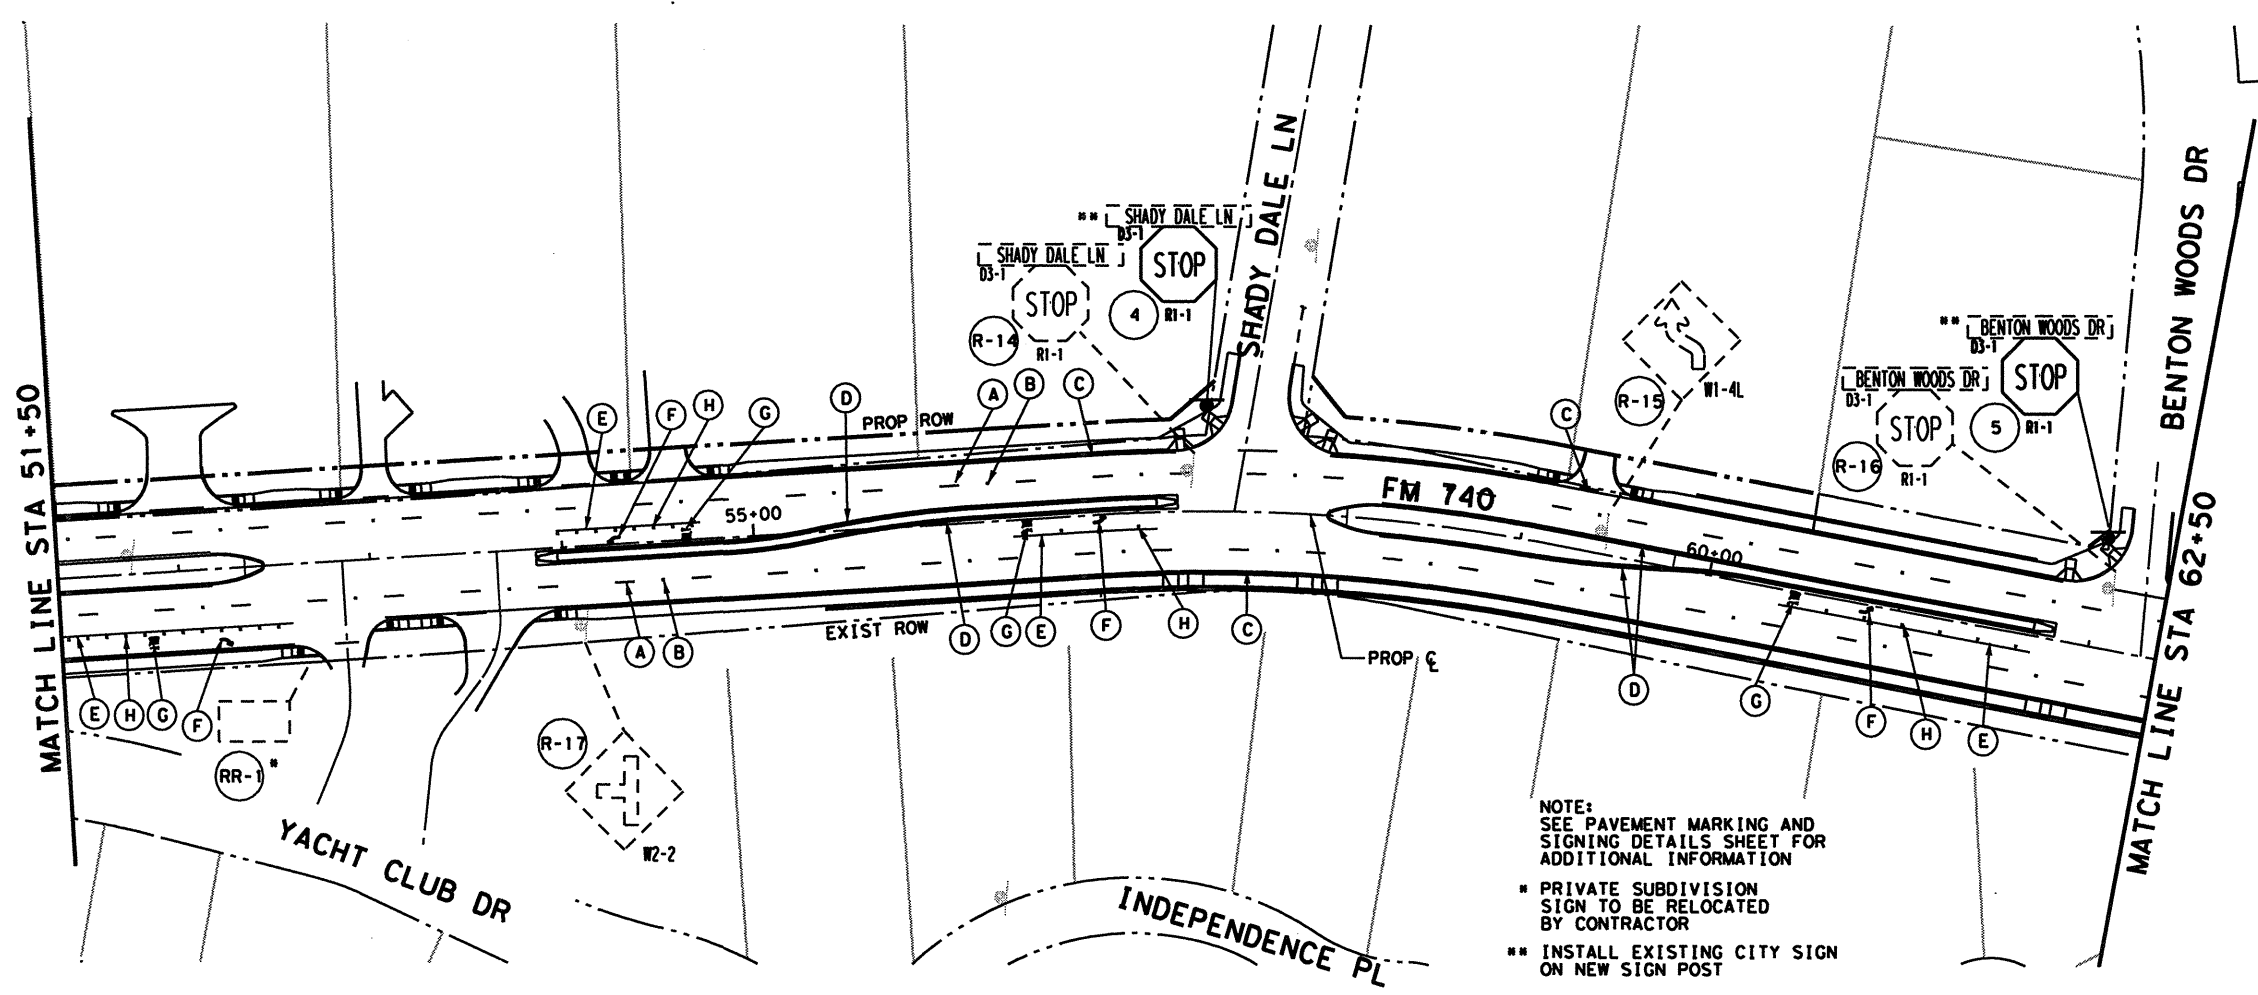 MATCH LINE STA 51+50
SHADY DALE LN
** SHADY DALE LN
D3-1
STOP
4
R1-1
SHADY DALE LN
D3-1
STOP
R-14
R1-1
A
B
C
PROP ROW
D
E
F
H
G
55+00
FM 740
C
R-15
W1-4L
** BENTON WOODS DR
D3-1
STOP
5
R1-1
BENTON WOODS DR
D3-1
STOP
R-16
R1-1
BENTON WOODS DR
MATCH LINE STA 62+50
60+00
E
H
G
F
RR-1 *
R-17
W2-2
A
B
EXIST ROW
D
G
E
F
H
C
PROP ℄
D
G
F
H
E
YACHT CLUB DR
INDEPENDENCE PL
NOTE:
SEE PAVEMENT MARKING AND
SIGNING DETAILS SHEET FOR
ADDITIONAL INFORMATION
* PRIVATE SUBDIVISION
SIGN TO BE RELOCATED
BY CONTRACTOR
** INSTALL EXISTING CITY SIGN
ON NEW SIGN POST